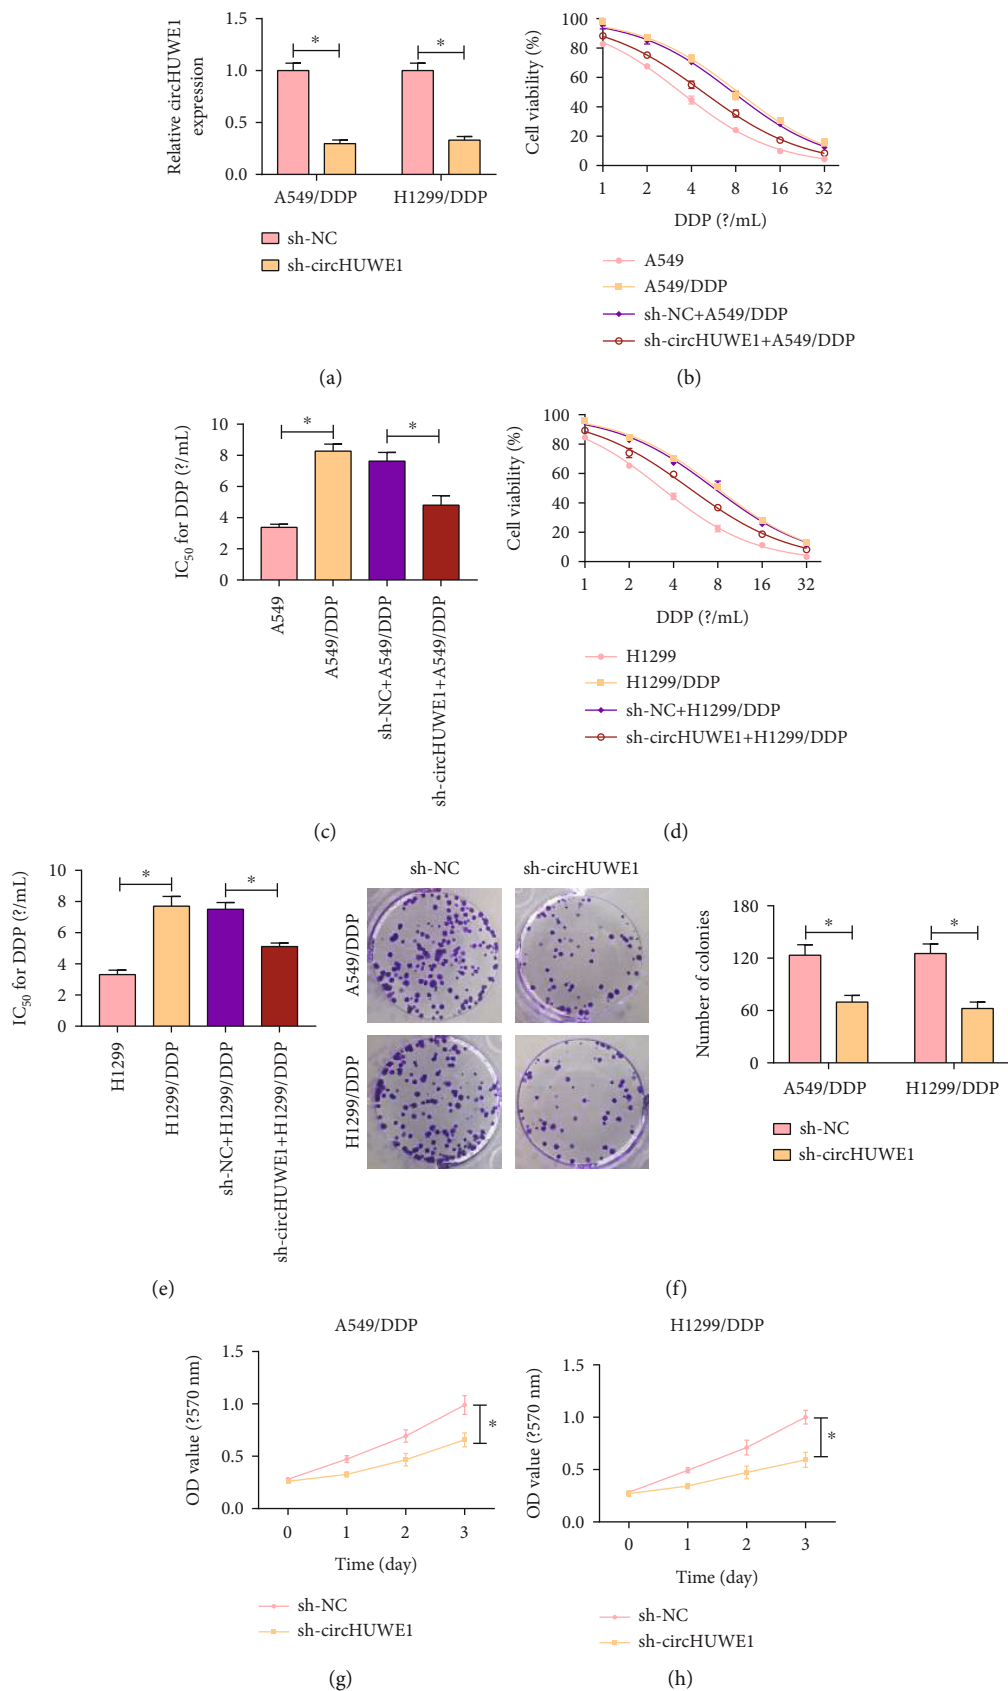 Relative circHUWE1
expression
1.5
1.0
0.5
0.0
*
*
A549/DDP
H1299/DDP
sh-NC
sh-circHUWE1
(a)
Cell viability (%)
100
80
60
40
20
0
1
2
4
8
16
32
DDP (?/mL)
A549
A549/DDP
sh-NC+A549/DDP
sh-circHUWE1+A549/DDP
(b)
IC50 for DDP (?/mL)
10
8
6
4
2
0
*
*
A549
A549/DDP
sh-NC+A549/DDP
sh-circHUWE1+A549/DDP
(c)
Cell viability (%)
100
80
60
40
20
0
1
2
4
8
16
32
DDP (?/mL)
H1299
H1299/DDP
sh-NC+H1299/DDP
sh-circHUWE1+H1299/DDP
(d)
IC50 for DDP (?/mL)
10
8
6
4
2
0
*
*
H1299
H1299/DDP
sh-NC+H1299/DDP
sh-circHUWE1+H1299/DDP
(e)
sh-NC
sh-circHUWE1
A549/DDP
H1299/DDP
Number of colonies
180
120
60
0
*
*
A549/DDP
H1299/DDP
sh-NC
sh-circHUWE1
(f)
A549/DDP
OD value (?570 nm)
1.5
1.0
0.5
0.0
*
0
1
2
3
Time (day)
sh-NC
sh-circHUWE1
(g)
H1299/DDP
OD value (?570 nm)
1.5
1.0
0.5
0.0
*
0
1
2
3
Time (day)
sh-NC
sh-circHUWE1
(h)